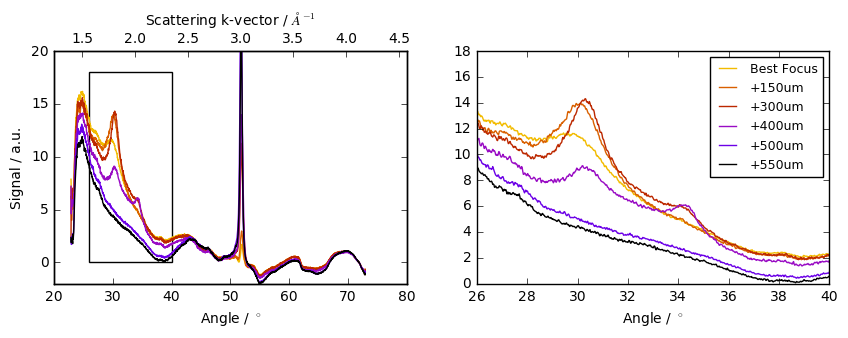 Scattering k-vector / Å⁻¹
1.5 2.0 2.5 3.0 3.5 4.0 4.5
20
15
10
5
0
Signal / a.u.
20 30 40 50 60 70 80
Angle / °
18
16
14
12
10
8
6
4
2
0
Best Focus
+150um
+300um
+400um
+500um
+550um
26 28 30 32 34 36 38 40
Angle / °